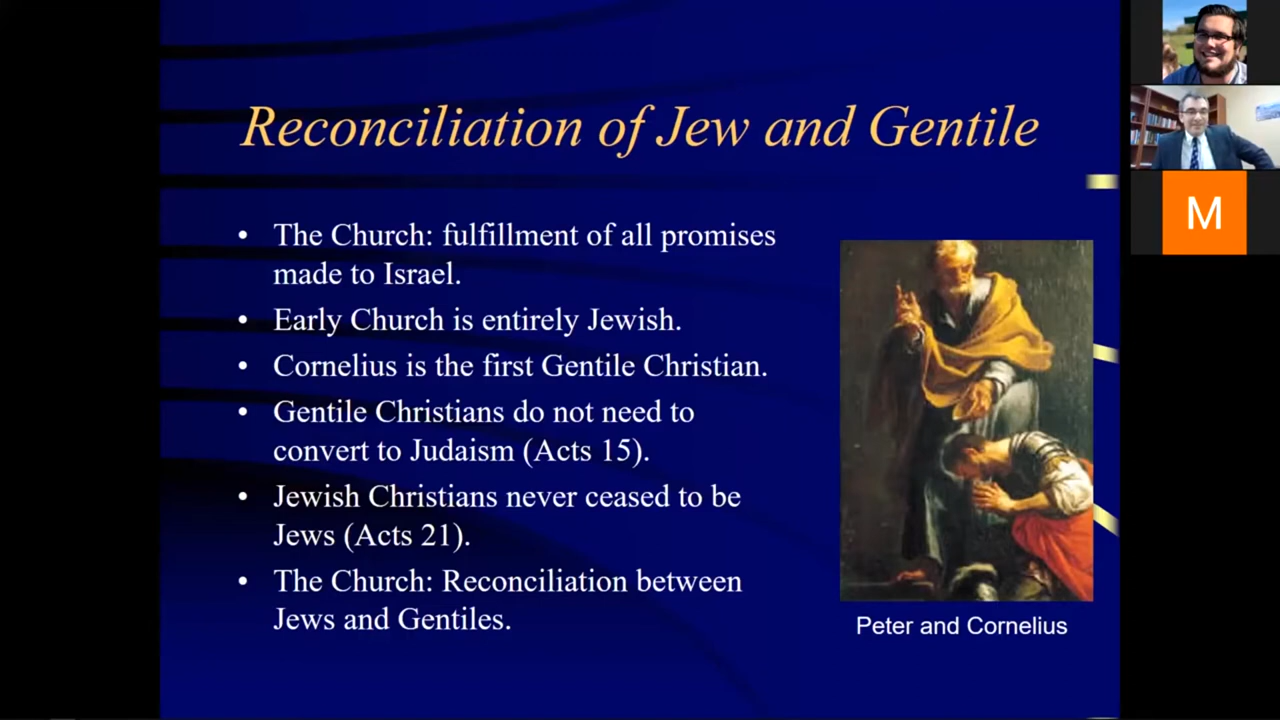 Reconciliation of Jew and Gentile
• The Church: fulfillment of all promises
made to Israel.
• Early Church is entirely Jewish.
• Cornelius is the first Gentile Christian.
• Gentile Christians do not need to
convert to Judaism (Acts 15).
• Jewish Christians never ceased to be
Jews (Acts 21).
• The Church: Reconciliation between
Jews and Gentiles.
Peter and Cornelius
M